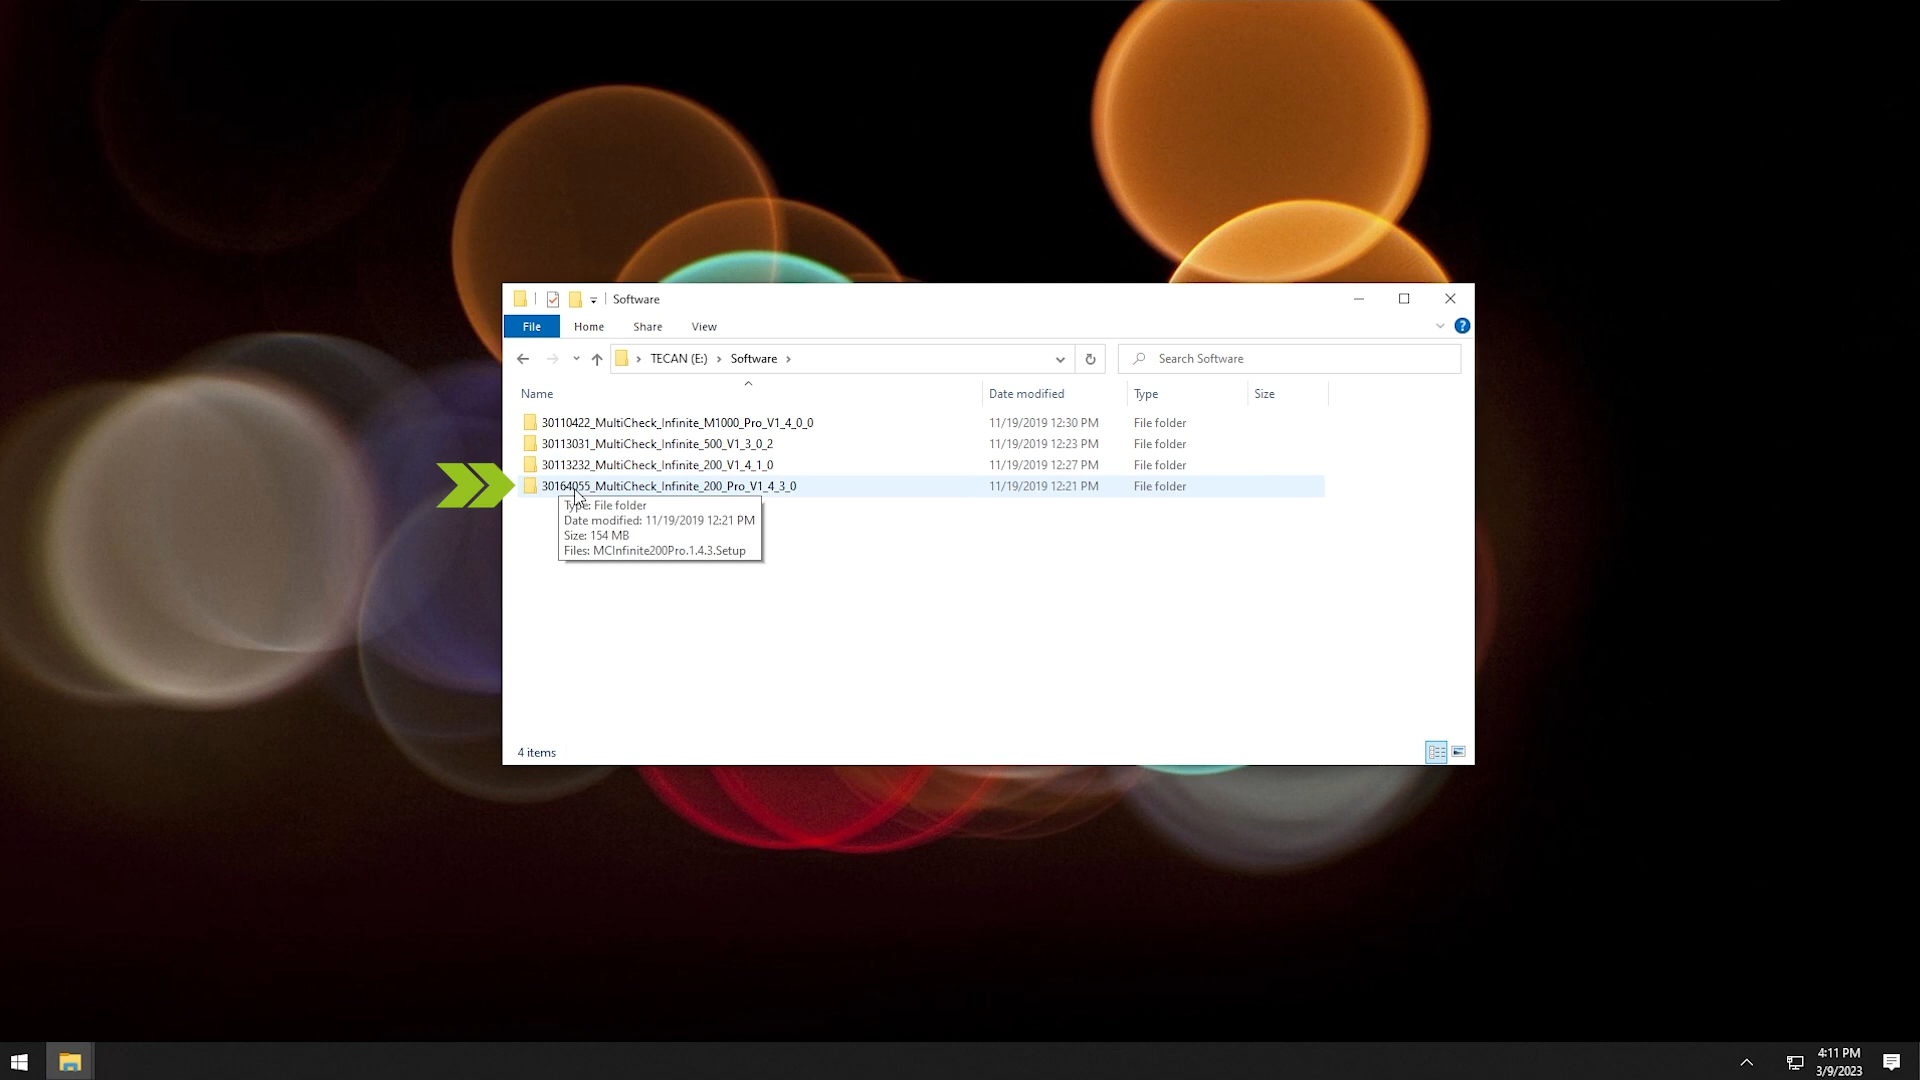 Software
File Home Share View
TECAN (E:) Software
Search Software
Name Date modified Type Size
30110422_MultiCheck_Infinite_M1000_Pro_V1_4_0_0 11/19/2019 12:30 PM File folder
30113031_MultiCheck_Infinite_500_V1_3_0_2 11/19/2019 12:23 PM File folder
30113232_MultiCheck_Infinite_200_V1_4_1_0 11/19/2019 12:27 PM File folder
30164055_MultiCheck_Infinite_200_Pro_V1_4_3_0 11/19/2019 12:21 PM File folder
Type: File folder
Date modified: 11/19/2019 12:21 PM
Size: 154 MB
Files: MCInfinite200Pro.1.4.3.Setup
4 items
4:11 PM
3/9/2023